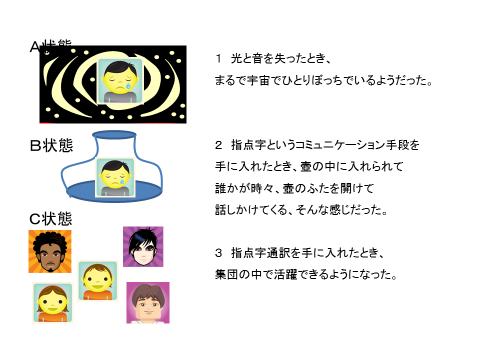 A状態
1 光と音を失ったとき、
まるで宇宙でひとりぼっちでいるようだった。
B状態
2 指点字というコミュニケーション手段を
手に入れたとき、壺の中に入れられて
誰かが時々、壺のふたを開けて
話しかけてくる、そんな感じだった。
C状態
3 指点字通訳を手に入れたとき、
集団の中で活躍できるようになった。